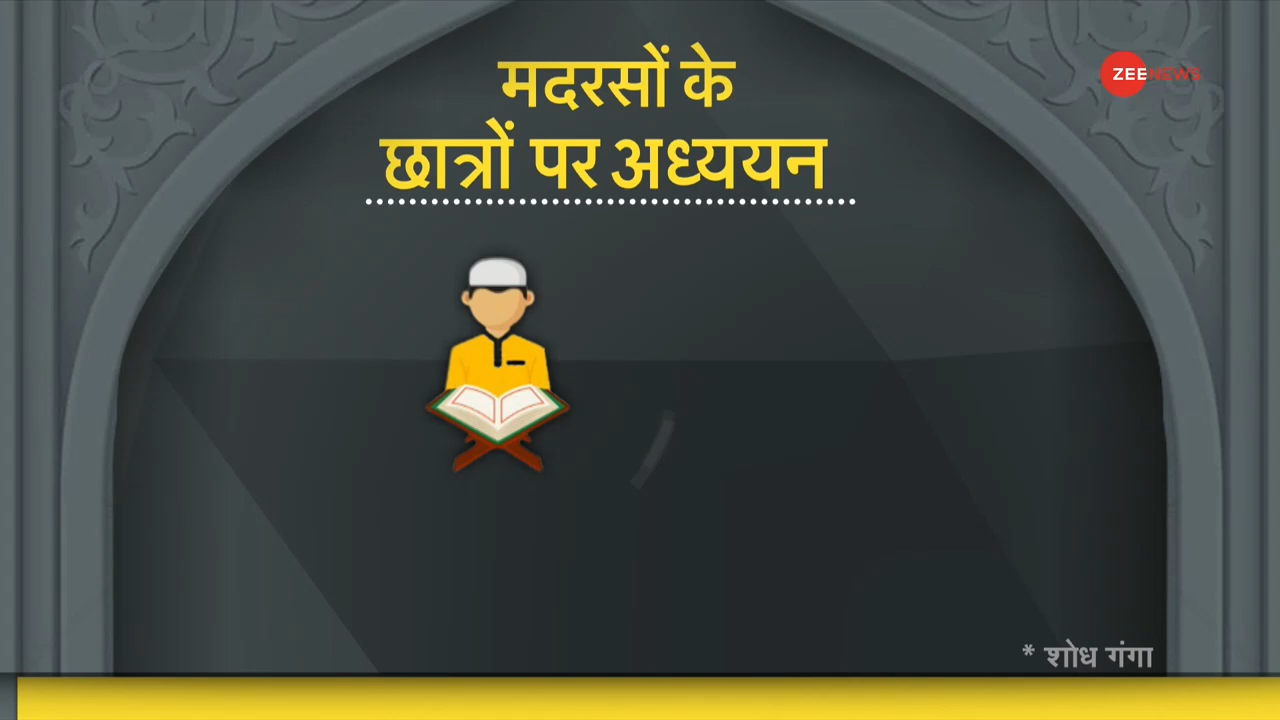 मदरसों के
छात्रों पर अध्ययन
ZEE NEWS
* शोध गंगा